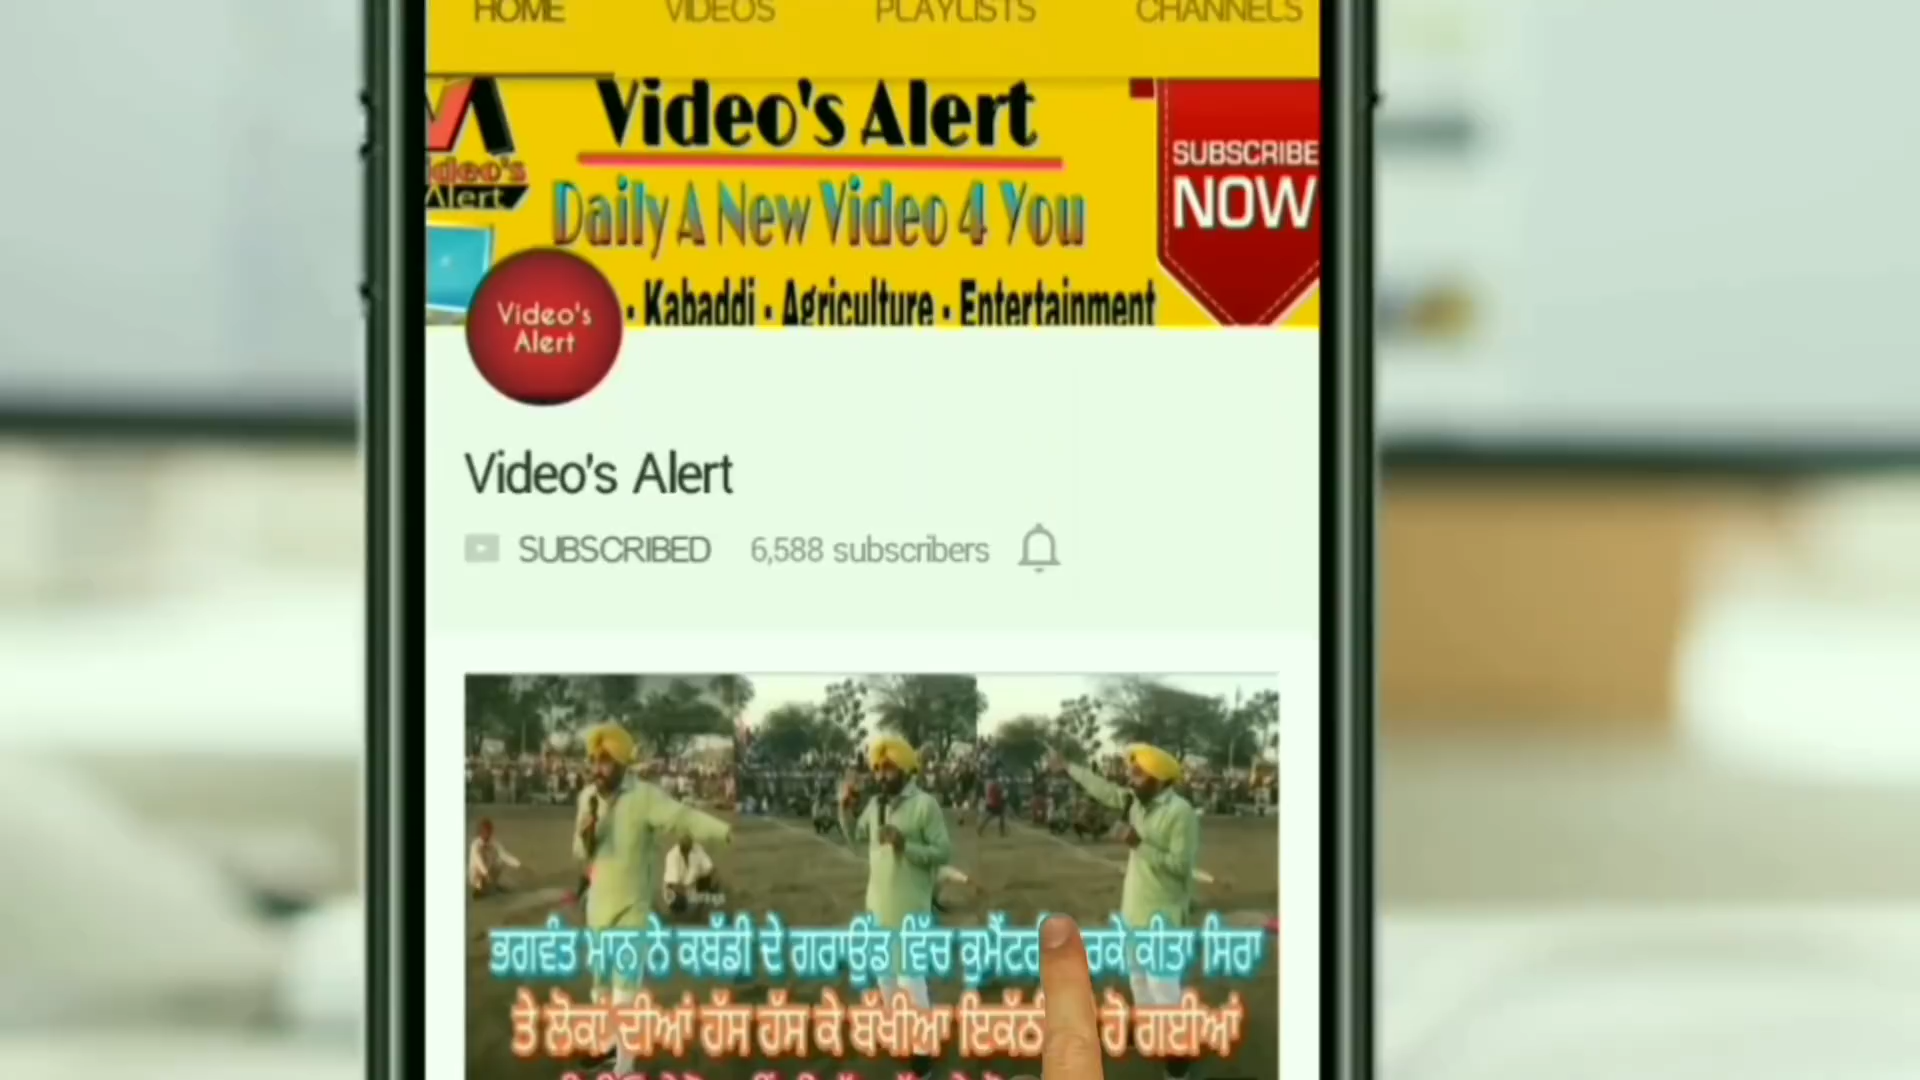 HOME VIDEOS PLAYLISTS CHANNELS
Video's Alert
Daily A New Video 4 You
· Kabaddi · Agriculture · Entertainment
SUBSCRIBE
NOW
Video's
Alert
Video's
Alert
Video's Alert
SUBSCRIBED 6,588 subscribers
ਭਗਵੰਤ ਮਾਨ ਨੇ ਕਬੱਡੀ ਦੇ ਗਰਾਊਂਡ ਵਿੱਚ ਕੀਤਾ ਸਿਰਾ
ਤੇ ਲੋਕਾਂ ਦੀਆਂ ਹੱਸ ਹੱਸ ਕੇ ਬੱਖੀਆ ਹੋ ਗਈਆਂ